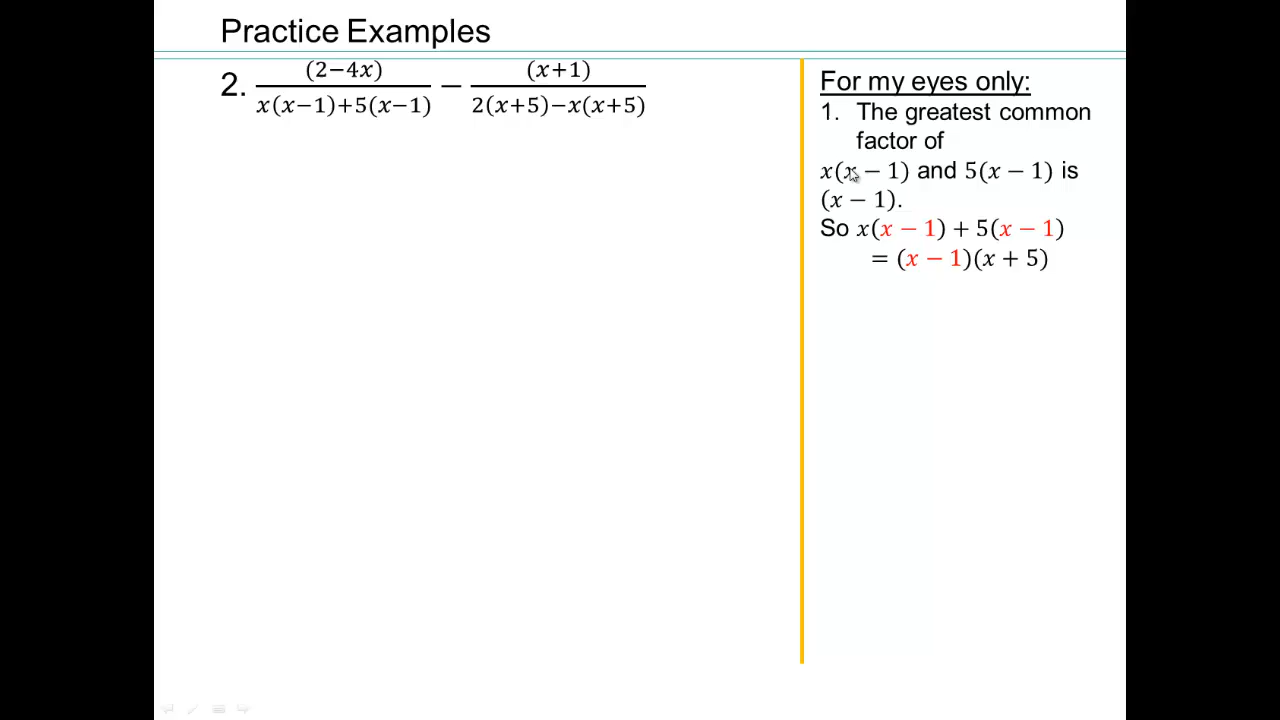 Practice Examples
2. (2−4x)/(x(x−1)+5(x−1)) − (x+1)/(2(x+5)−x(x+5))
For my eyes only:
1. The greatest common
factor of
x(x − 1) and 5(x − 1) is
(x − 1).
So x(x − 1) + 5(x − 1)
= (x − 1)(x + 5)